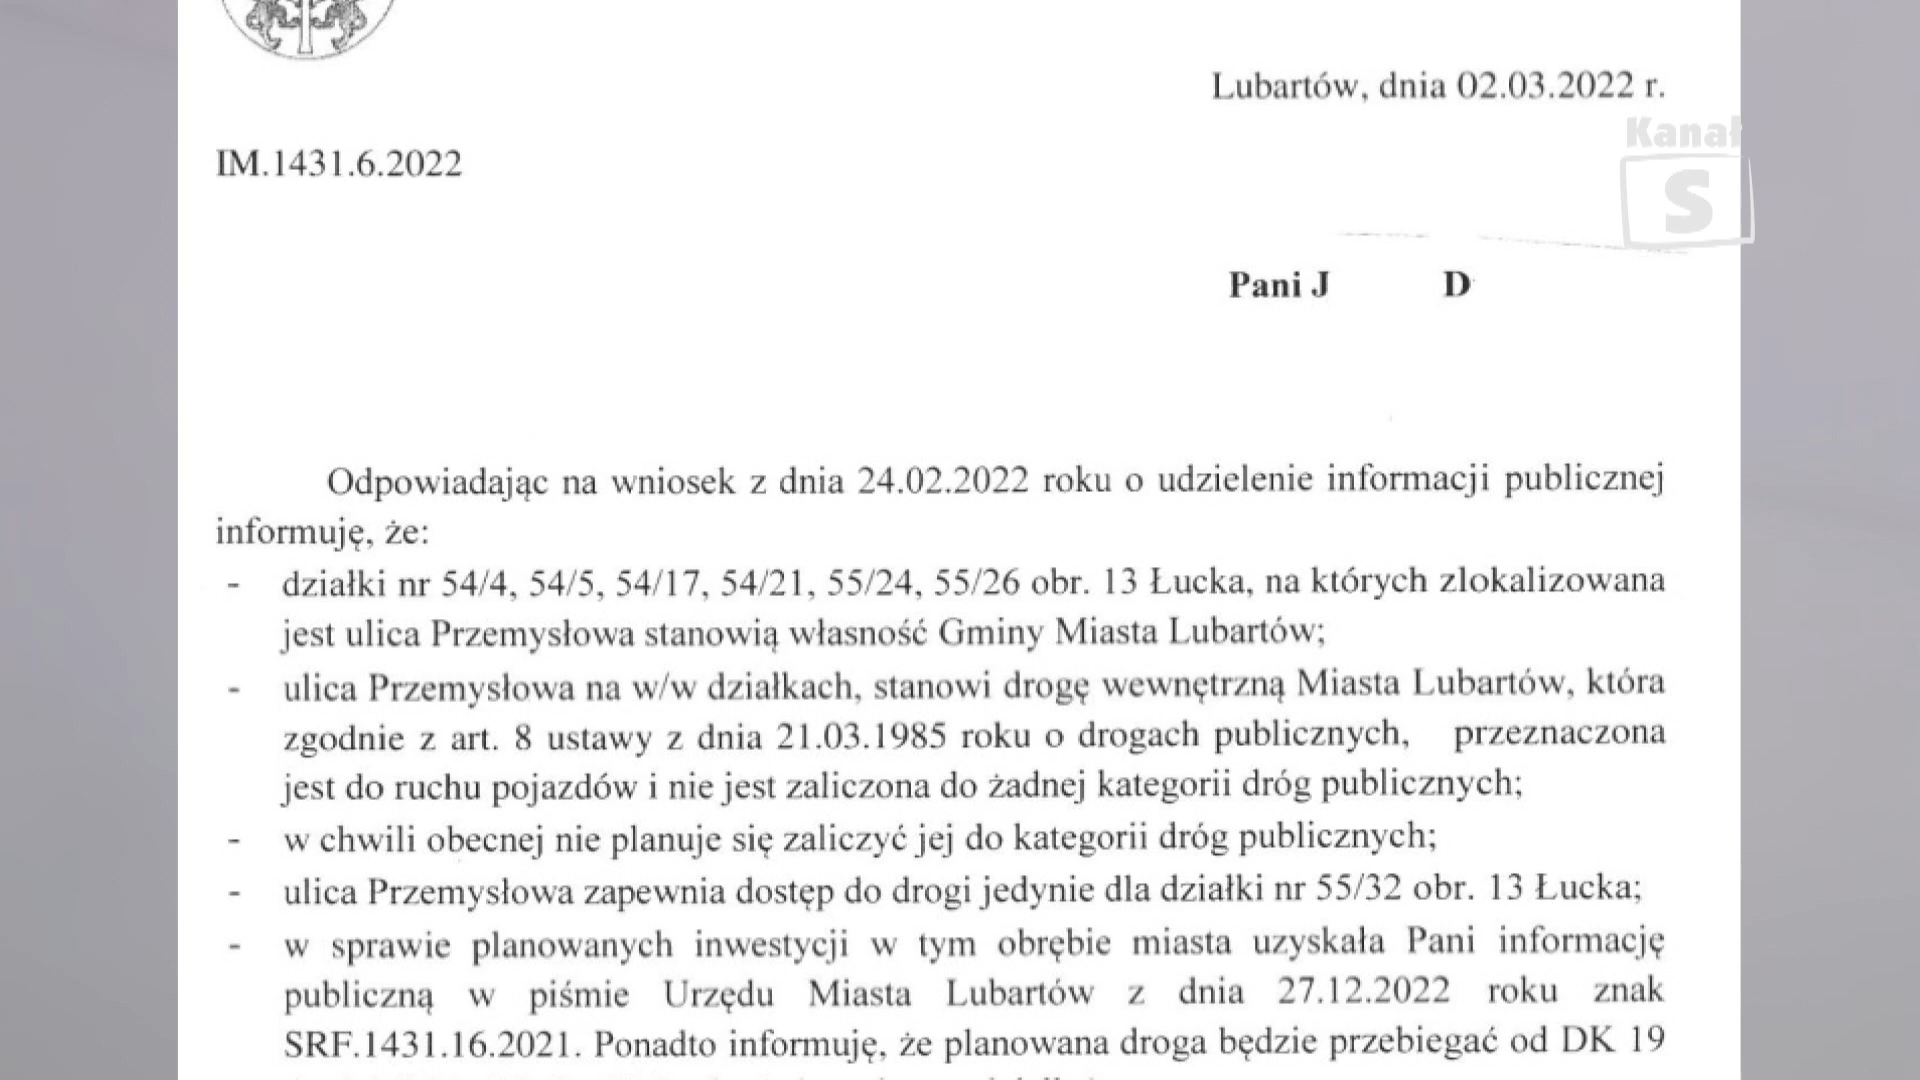 Lubartów, dnia 02.03.2022 r.
Kanał
S
IM.1431.6.2022
Pani J D
Odpowiadając na wniosek z dnia 24.02.2022 roku o udzielenie informacji publicznej
informuję, że:
- działki nr 54/4, 54/5, 54/17, 54/21, 55/24, 55/26 obr. 13 Łucka, na których zlokalizowana
jest ulica Przemysłowa stanowią własność Gminy Miasta Lubartów;
- ulica Przemysłowa na w/w działkach, stanowi drogę wewnętrzną Miasta Lubartów, która
zgodnie z art. 8 ustawy z dnia 21.03.1985 roku o drogach publicznych, przeznaczona
jest do ruchu pojazdów i nie jest zaliczona do żadnej kategorii dróg publicznych;
- w chwili obecnej nie planuje się zaliczyć jej do kategorii dróg publicznych;
- ulica Przemysłowa zapewnia dostęp do drogi jedynie dla działki nr 55/32 obr. 13 Łucka;
- w sprawie planowanych inwestycji w tym obrębie miasta uzyskała Pani informację
publiczną w piśmie Urzędu Miasta Lubartów z dnia 27.12.2022 roku znak
SRF.1431.16.2021. Ponadto informuję, że planowana droga będzie przebiegać od DK 19